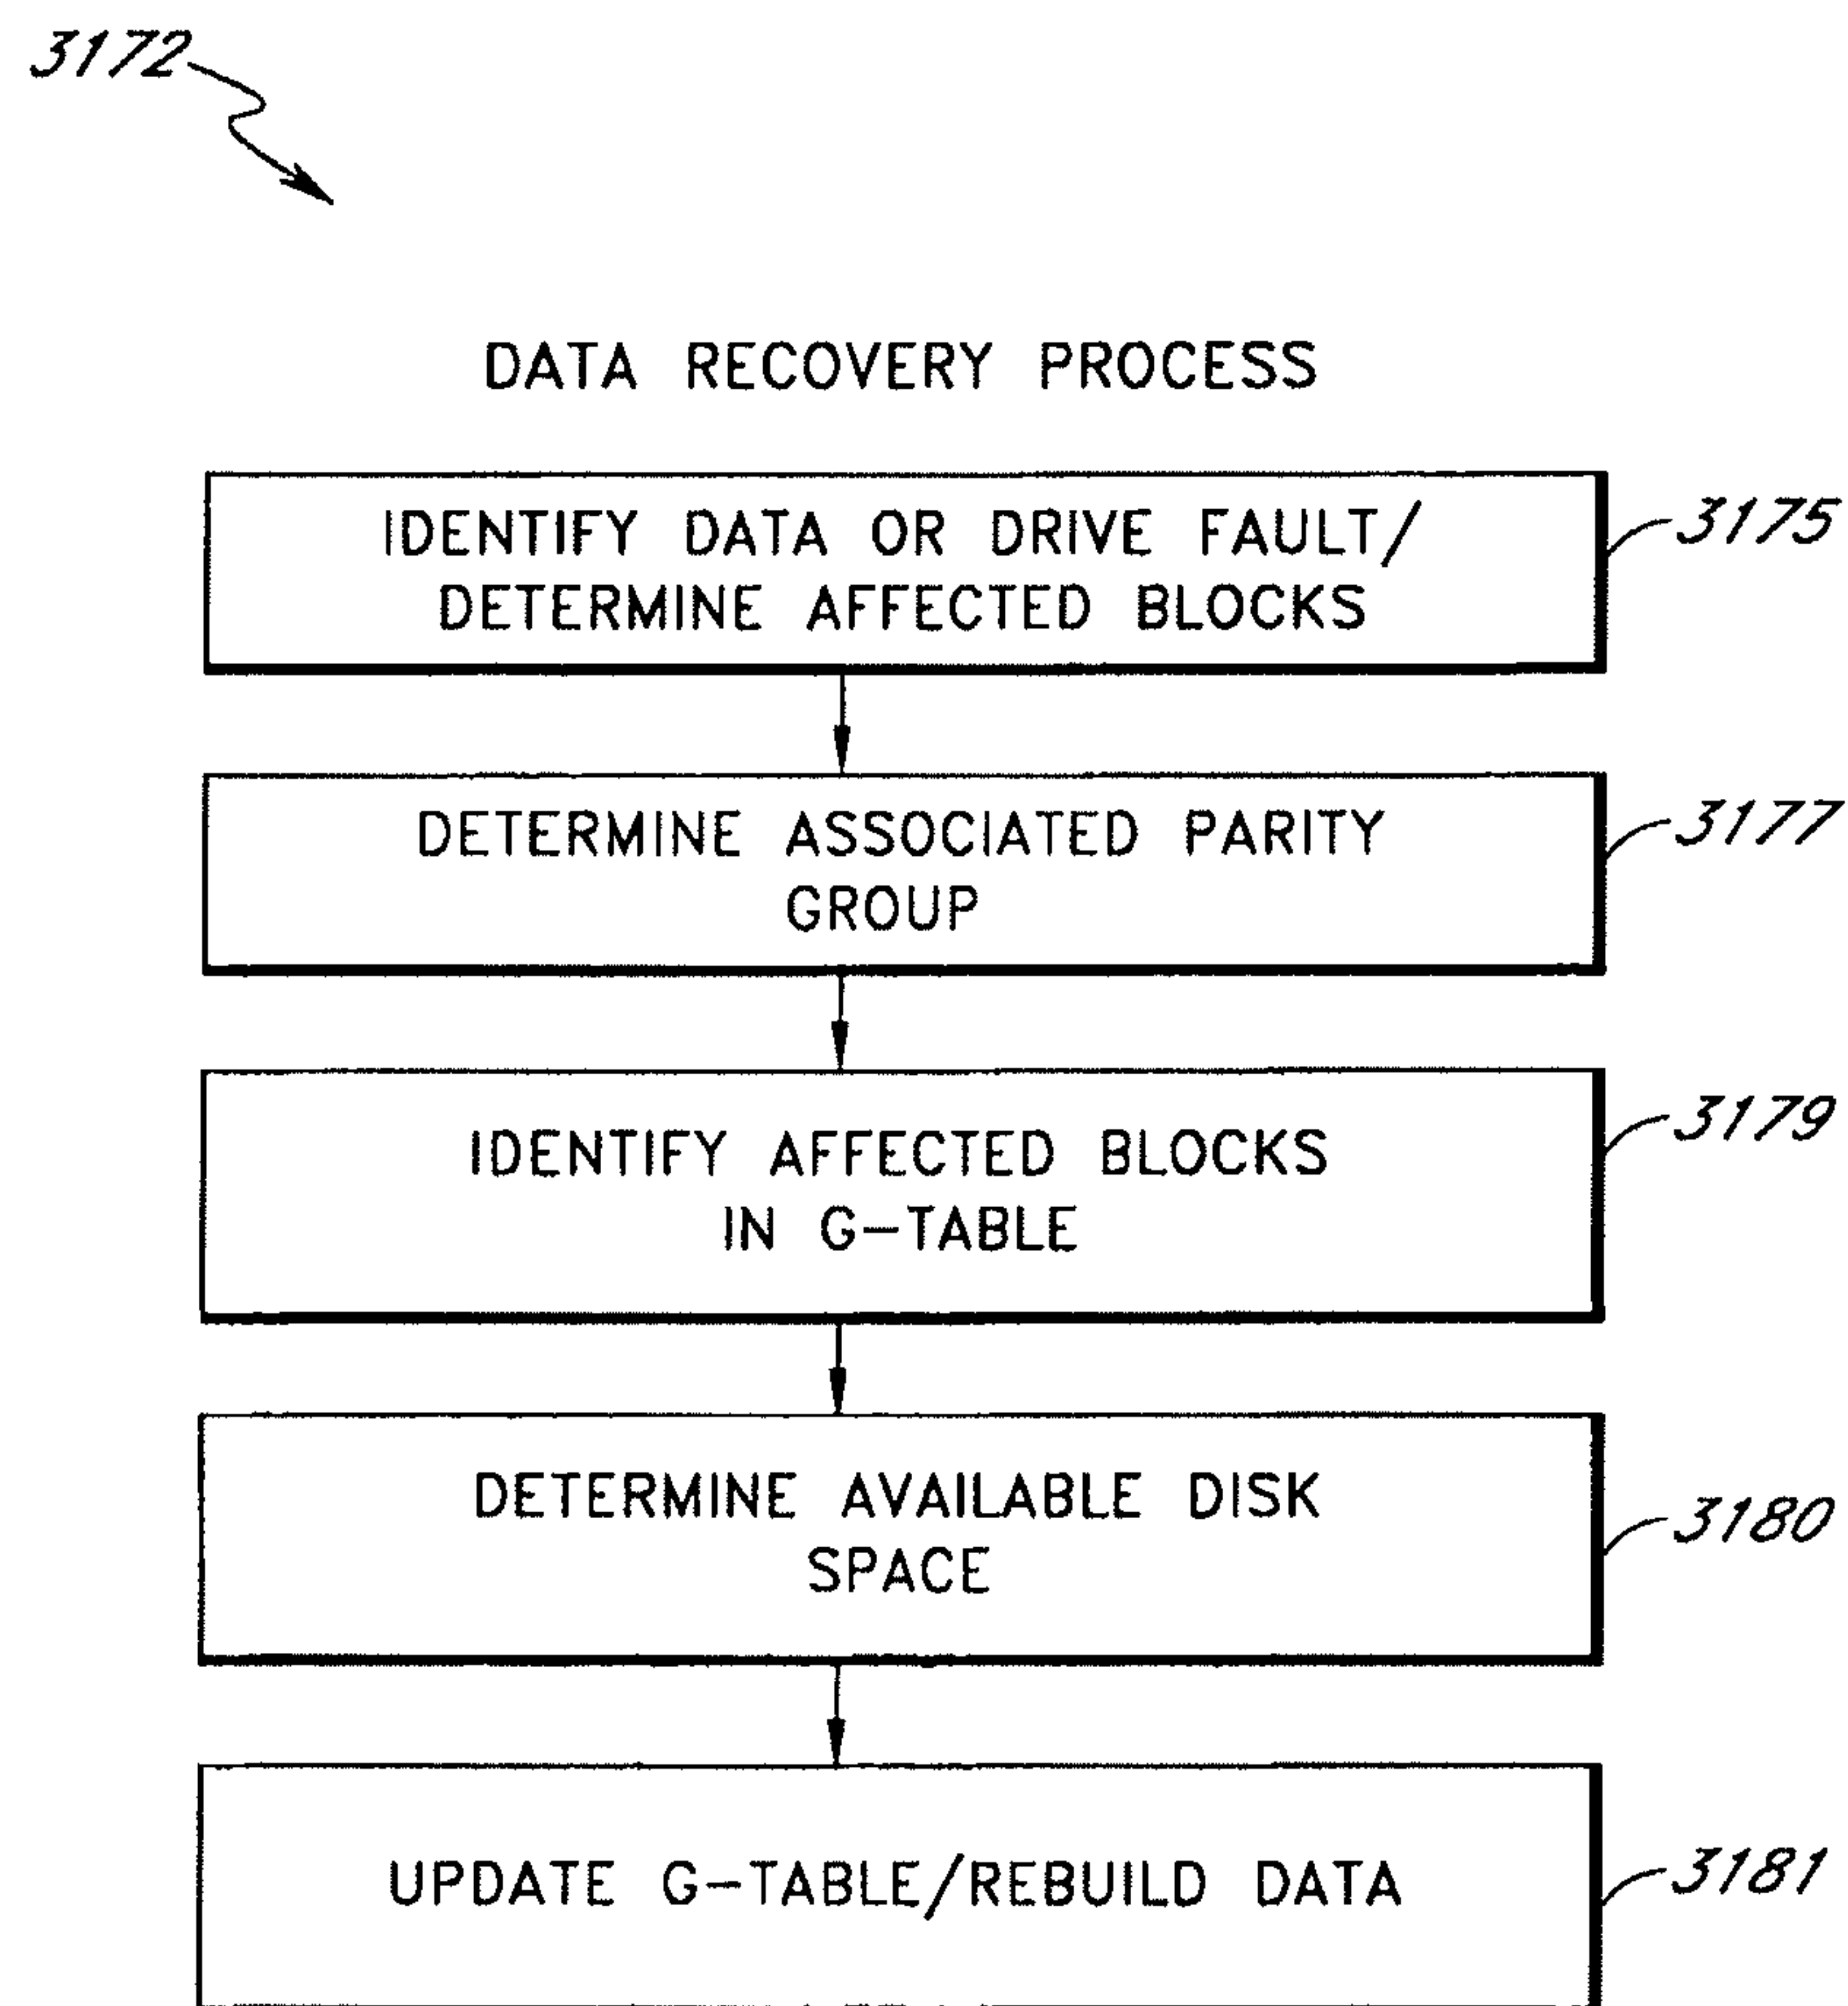 3172
DATA RECOVERY PROCESS
IDENTIFY DATA OR DRIVE FAULT/
DETERMINE AFFECTED BLOCKS
3175
DETERMINE ASSOCIATED PARITY
GROUP
3177
IDENTIFY AFFECTED BLOCKS
IN G-TABLE
3179
DETERMINE AVAILABLE DISK
SPACE
3180
UPDATE G-TABLE/REBUILD DATA
3181